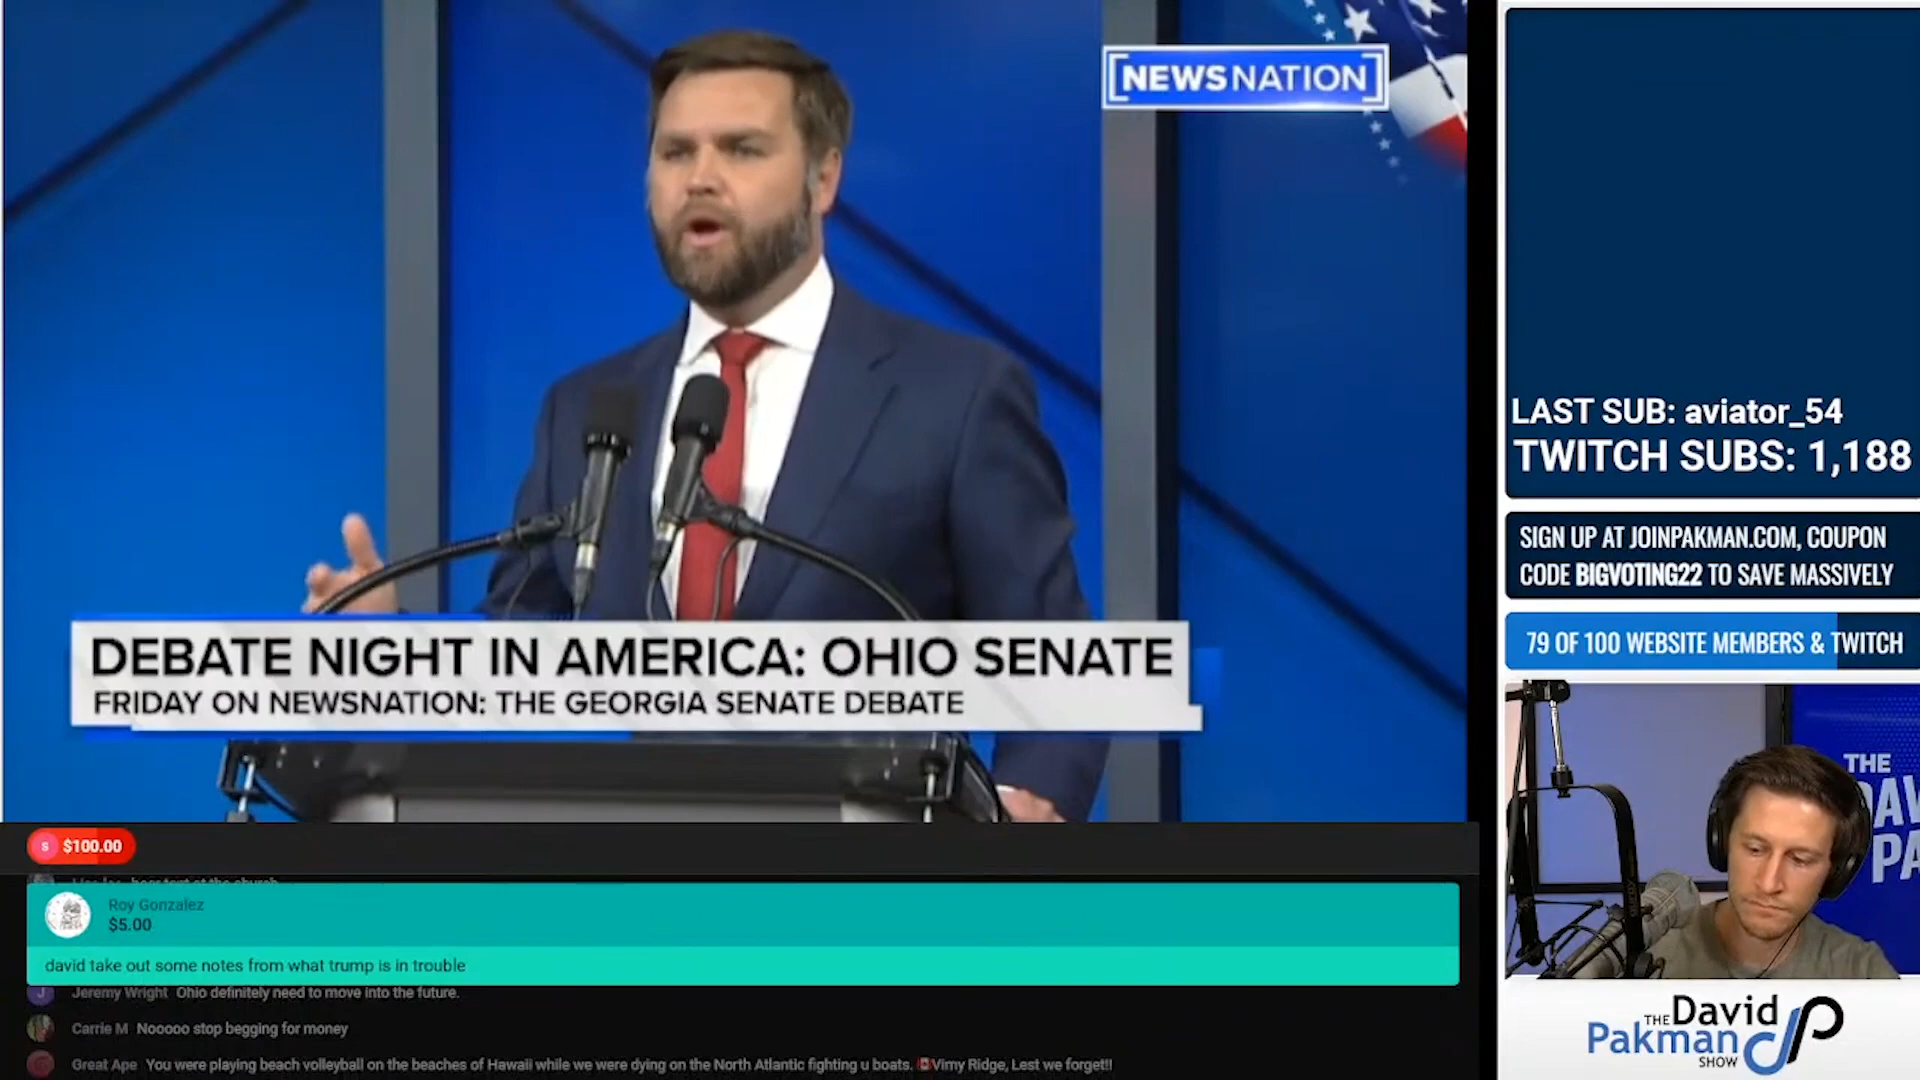 NEWSNATION
DEBATE NIGHT IN AMERICA: OHIO SENATE
FRIDAY ON NEWSNATION: THE GEORGIA SENATE DEBATE
LAST SUB: aviator_54
TWITCH SUBS: 1,188
SIGN UP AT JOINPAKMAN.COM, COUPON
CODE BIGVOTING22 TO SAVE MASSIVELY
79 OF 100 WEBSITE MEMBERS & TWITCH
THE
DAV
PA
THE David
Pakman
SHOW
S $100.00
Roy Gonzalez
$5.00
david take out some notes from what trump is in trouble
J Jeremy Wright Ohio definitely need to move into the future.
Carrie M Nooooo stop begging for money
Great Ape You were playing beach volleyball on the beaches of Hawaii while we were dying on the North Atlantic fighting u boats. Vimy Ridge, Lest we forget!!